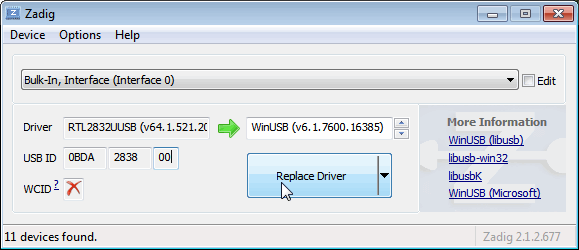 Zadig
Device Options Help
Bulk-In, Interface (Interface 0) Edit
Driver RTL2832UUSB (v64.1.521.20 WinUSB (v6.1.7600.16385)
USB ID 0BDA 2838 00
WCID ?
Replace Driver
More Information
WinUSB (libusb)
libusb-win32
libusbK
WinUSB (Microsoft)
11 devices found. Zadig 2.1.2.677